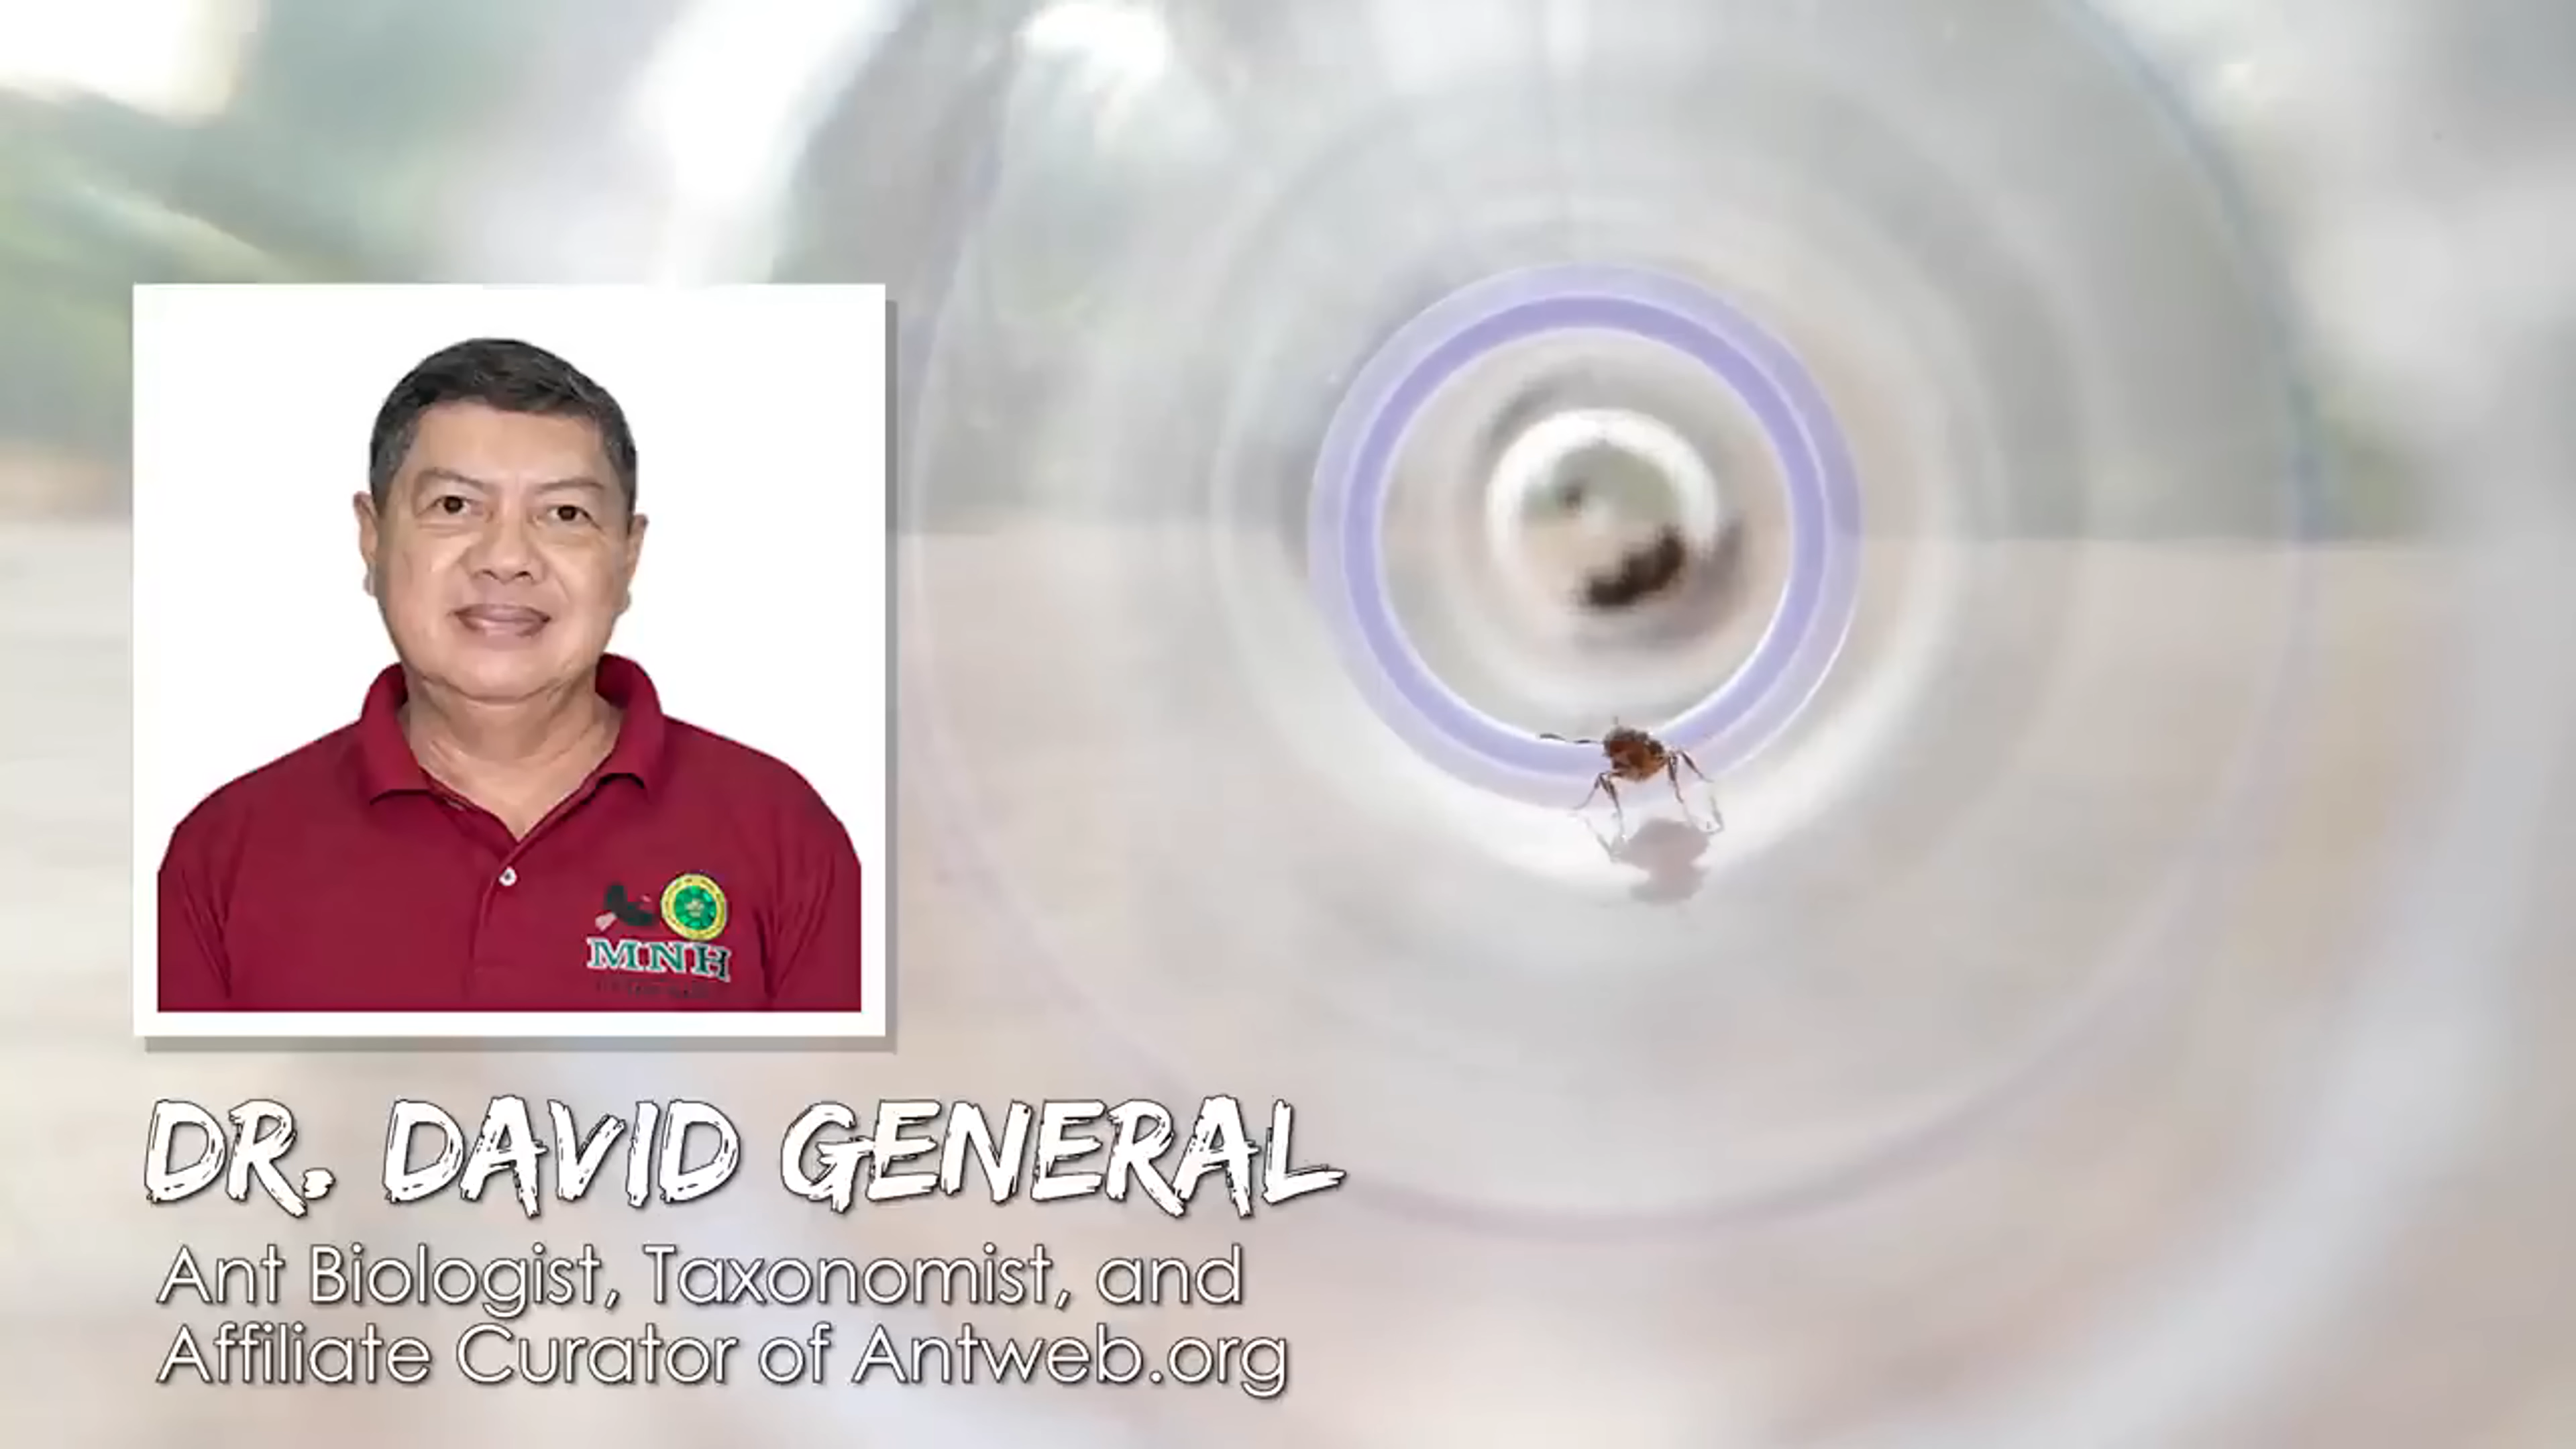 MNH
DR. DAVID GENERAL
Ant Biologist, Taxonomist, and
Affiliate Curator of Antweb.org